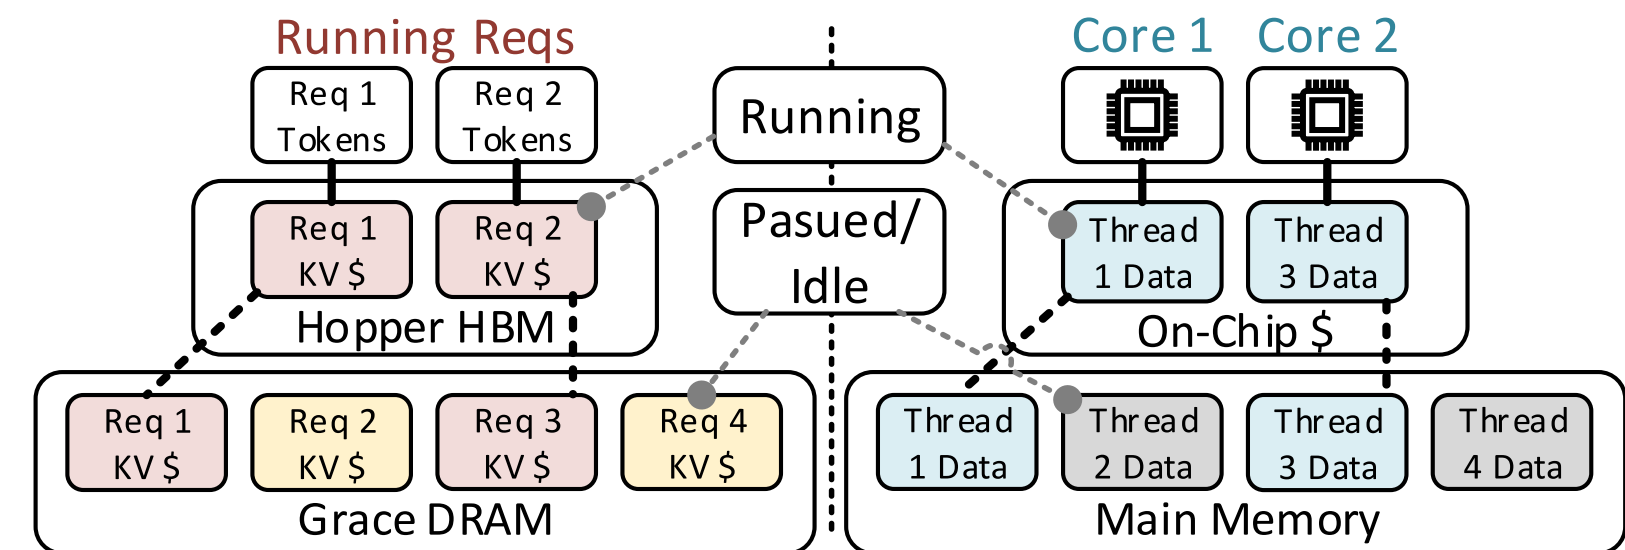 Running Reqs
Req 1
Tokens
Req 2
Tokens
Req 1
KV $
Req 2
KV $
Hopper HBM
Req 1
KV $
Req 2
KV $
Req 3
KV $
Req 4
KV $
Grace DRAM
Running
Pasued/
Idle
Core 1
Core 2
Thread
1 Data
Thread
3 Data
On-Chip $
Thread
1 Data
Thread
2 Data
Thread
3 Data
Thread
4 Data
Main Memory